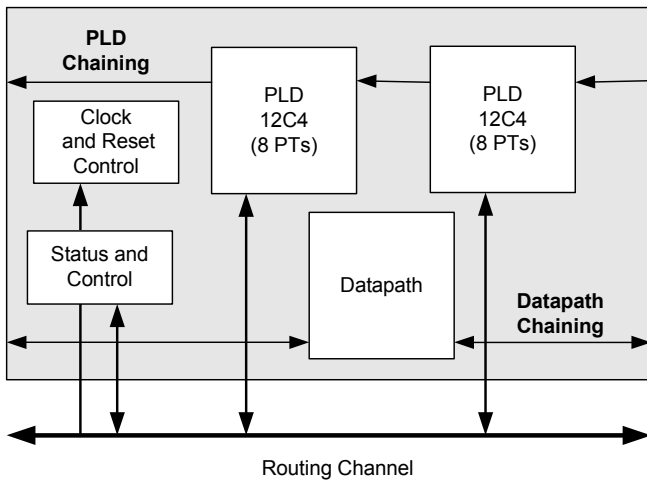 PLD
Chaining
PLD
12C4
(8 PTs)
PLD
12C4
(8 PTs)
Clock
and Reset
Control
Status and
Control
Datapath
Datapath
Chaining
Routing Channel